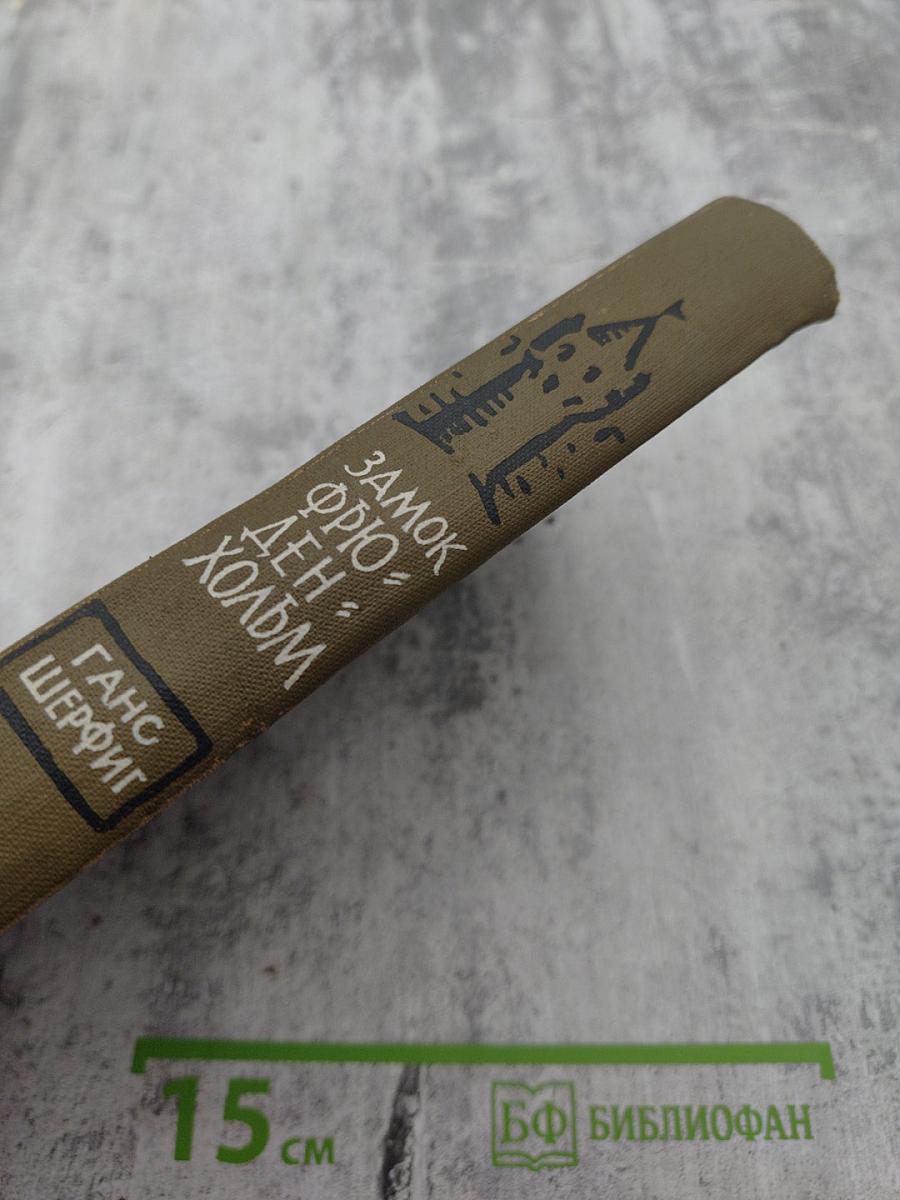 ГАНС
ШЕРФИГ
ЗАМОК
ФРЮ〃
ДЕН〃
ХОЛЬМ
15 см
БФ БИБЛИОФАН